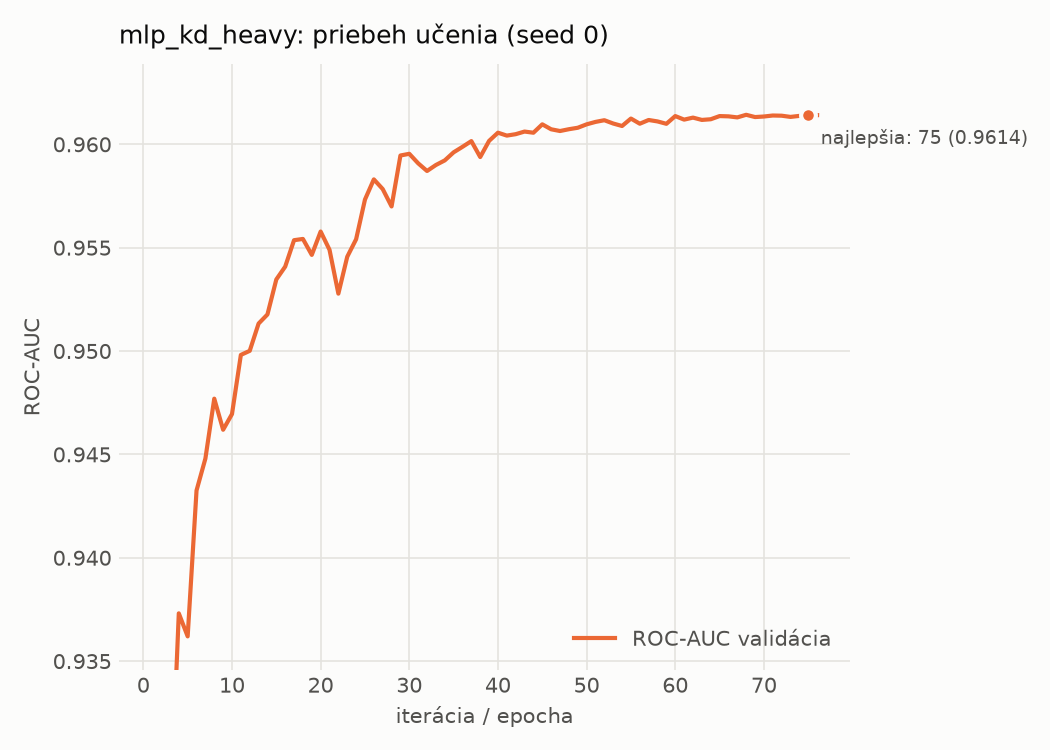 mlp_kd_heavy: priebeh učenia (seed 0)
0.960
0.955
0.950
0.945
0.940
0.935
ROC-AUC
najlepšia: 75 (0.9614)
ROC-AUC validácia
0 10 20 30 40 50 60 70
iterácia / epocha